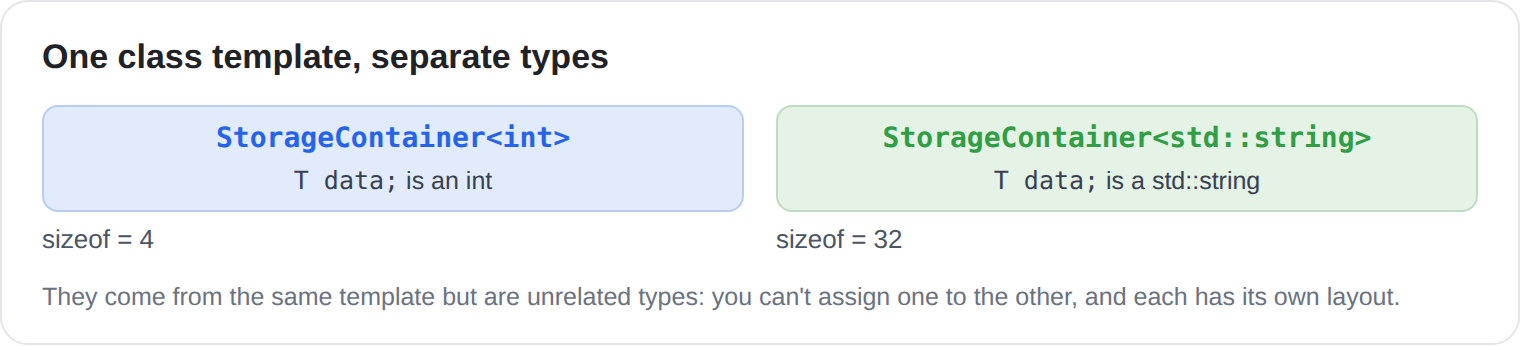 One class template, separate types
StorageContainer<int>
T data; is an int
sizeof = 4
StorageContainer<std::string>
T data; is a std::string
sizeof = 32
They come from the same template but are unrelated types: you can't assign one to the other, and each has its own layout.